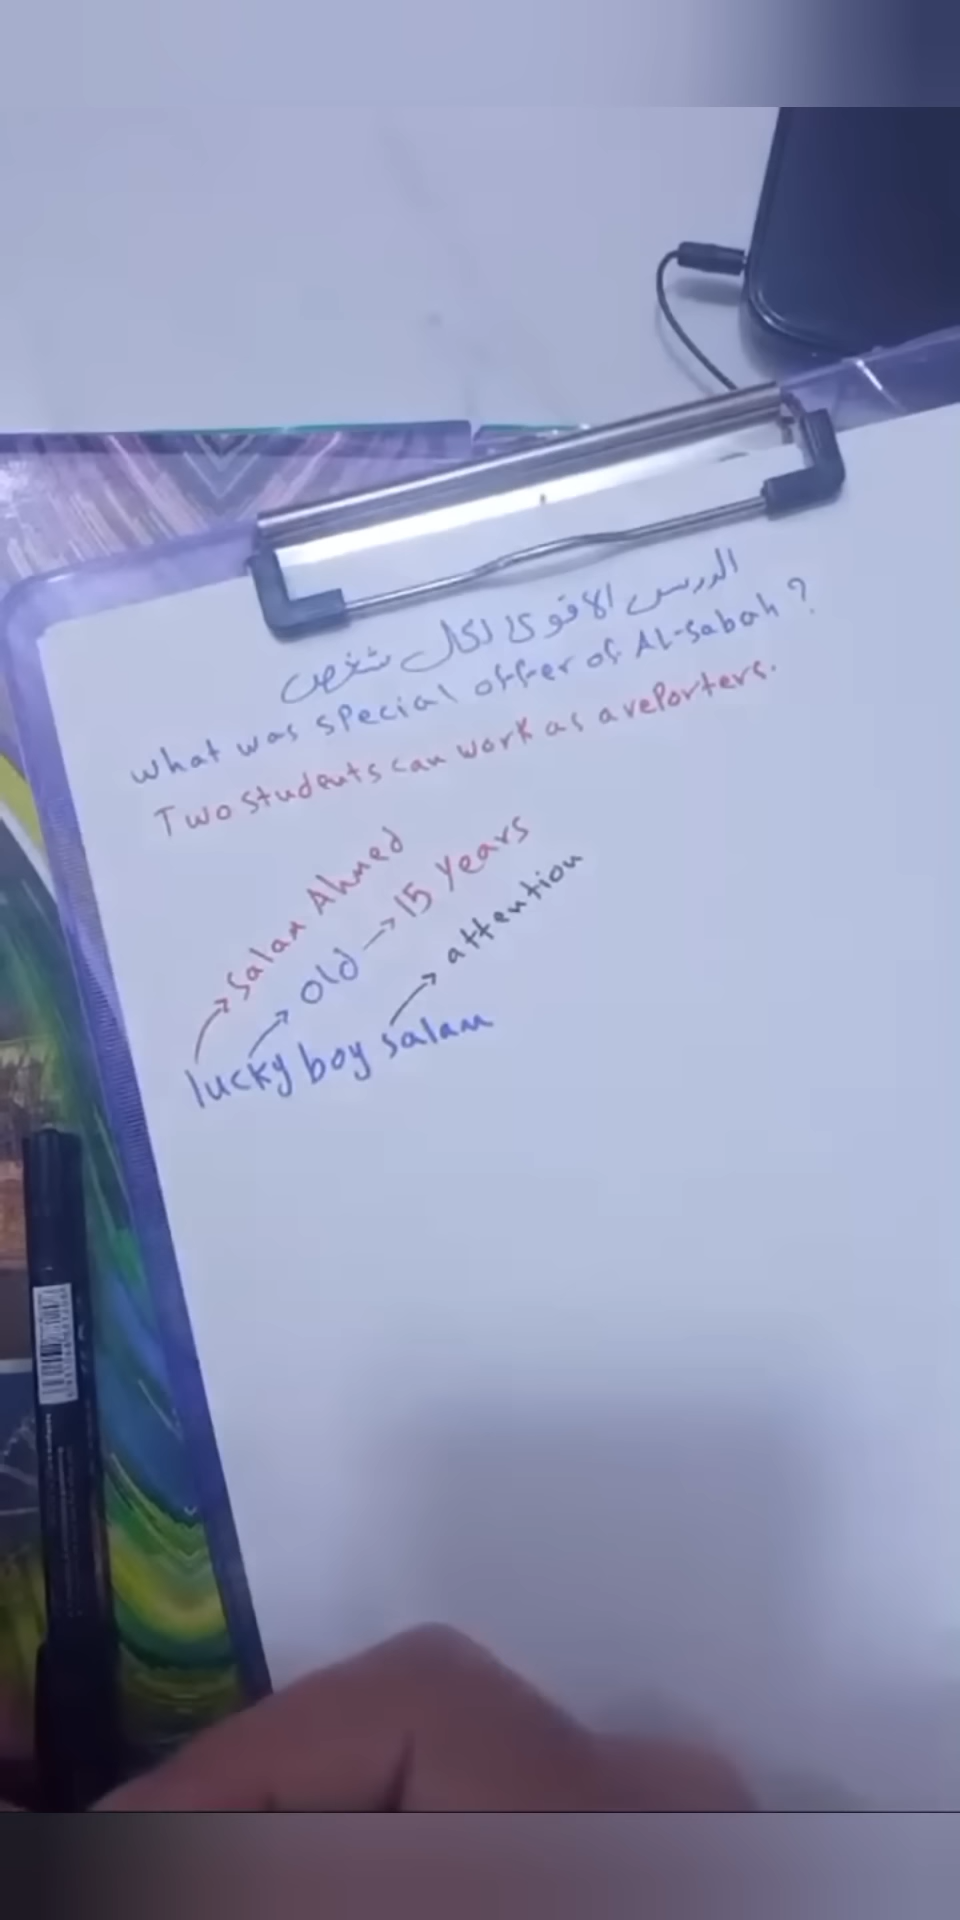 الدرس الاقوى لكل شخص
what was special offer of AL-sabah ?
Two students can work as a reporters.
Salam Ahmed
old → 15 years
attention
lucky boy salam